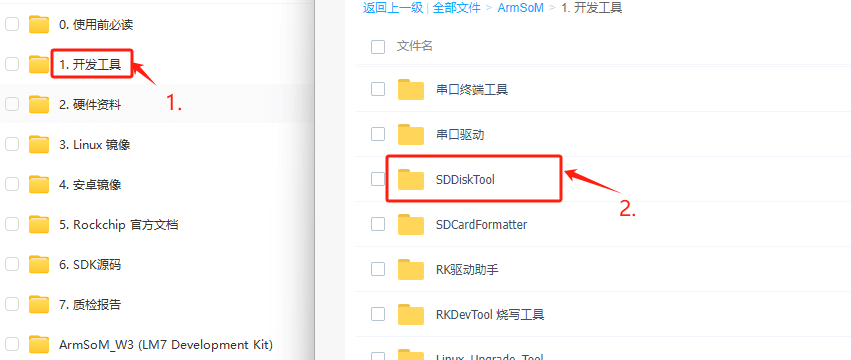 0. 使用前必读
1. 开发工具
1.
2. 硬件资料
3. Linux 镜像
4. 安卓镜像
5. Rockchip 官方文档
6. SDK源码
7. 质检报告
ArmSoM_W3 (LM7 Development Kit)
返回上一级 | 全部文件 > ArmSoM > 1. 开发工具
文件名
串口终端工具
串口驱动
SDDiskTool
2.
SDCardFormatter
RK驱动助手
RKDevTool 烧写工具
Linux_Upgrade_Tool